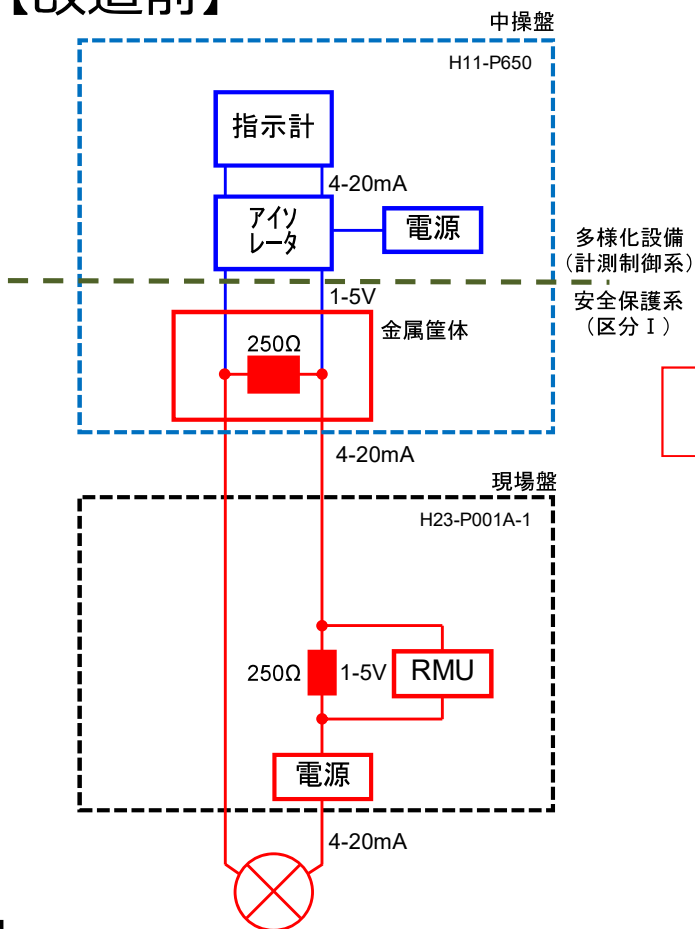 【改造前】
中操盤
H11-P650
指示計
4-20mA
アイソ
レータ
電源
多様化設備
（計測制御系）
1-5V
安全保護系
（区分Ⅰ）
金属筐体
250Ω
4-20mA
現場盤
H23-P001A-1
250Ω
1-5V
RMU
電源
4-20mA